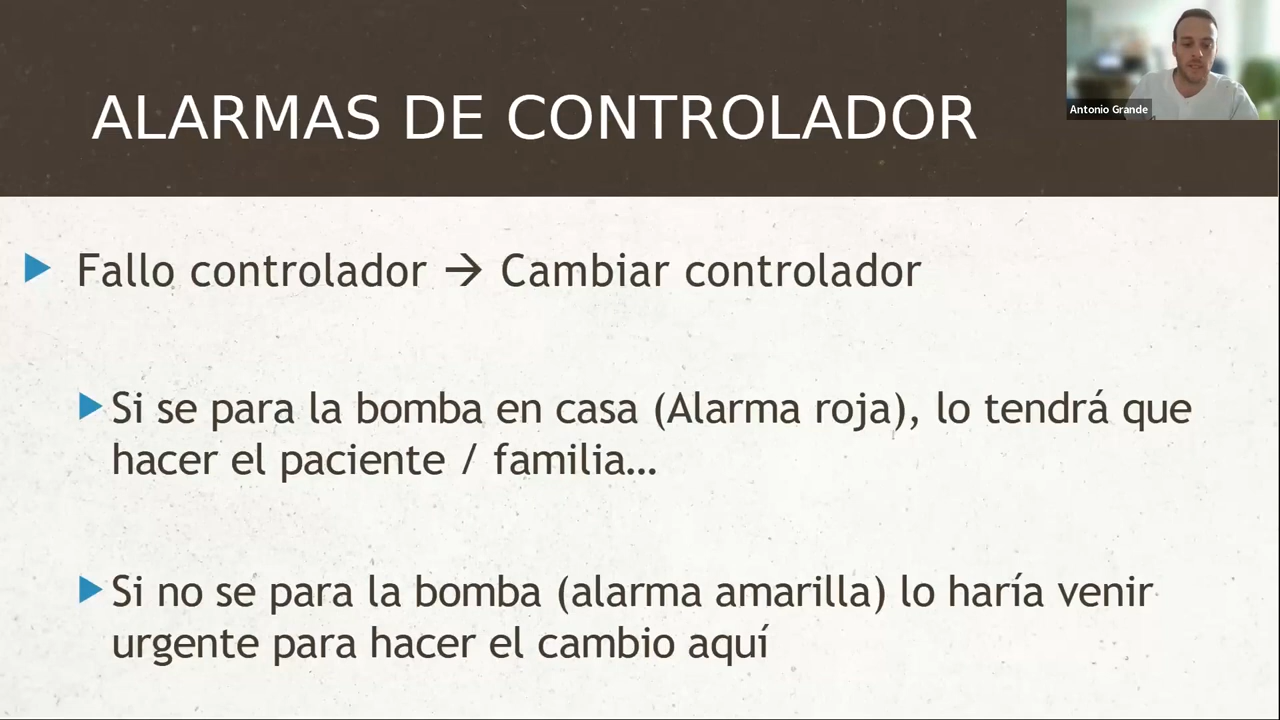 ALARMAS DE CONTROLADOR
Antonio Grande
Fallo controlador → Cambiar controlador
Si se para la bomba en casa (Alarma roja), lo tendrá que
hacer el paciente / familia…
Si no se para la bomba (alarma amarilla) lo haría venir
urgente para hacer el cambio aquí